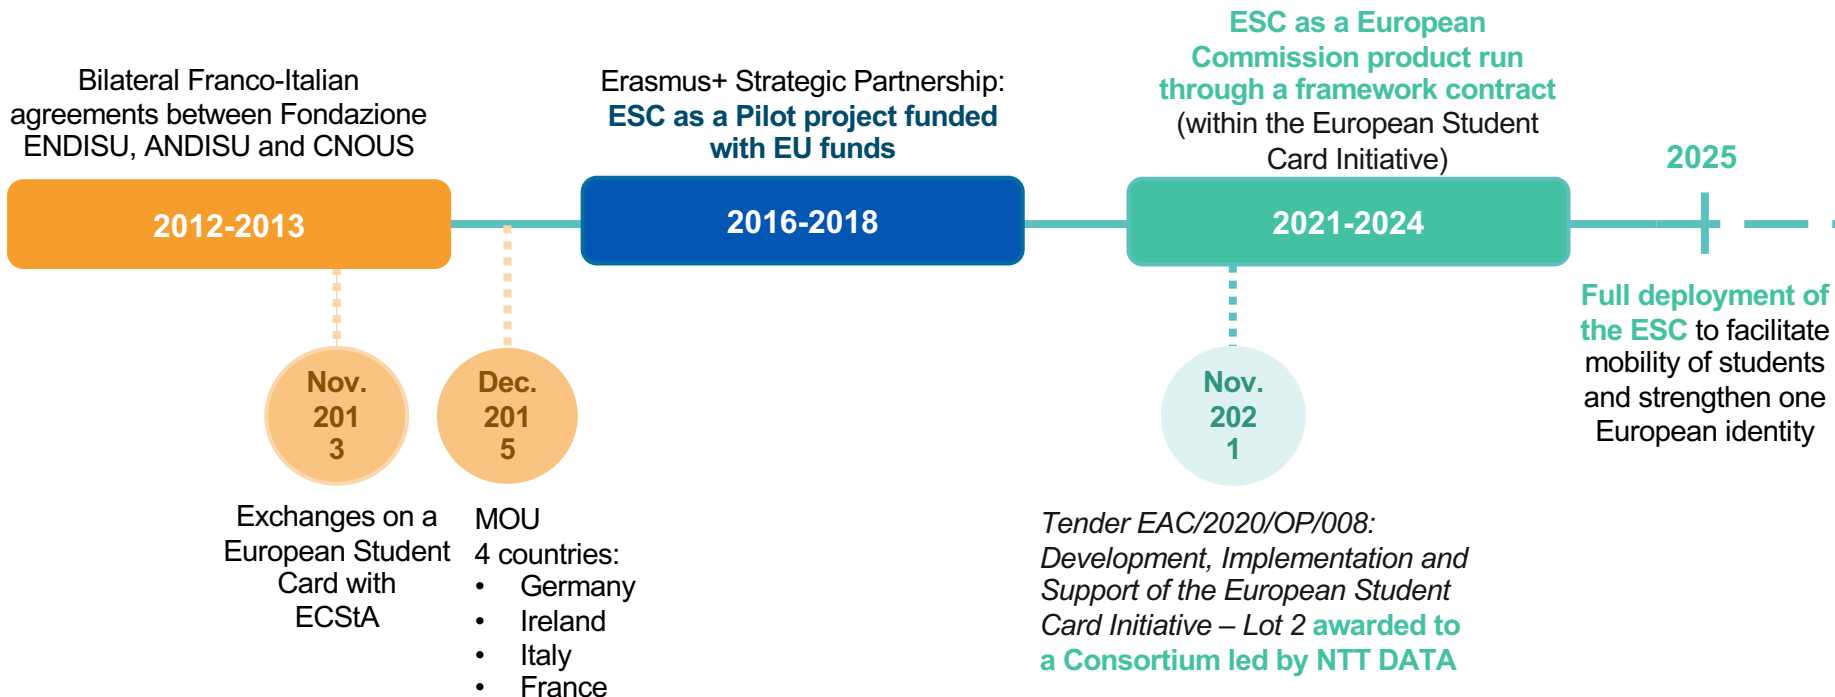 Bilateral Franco-Italian
agreements between Fondazione
ENDISU, ANDISU and CNOUS
2012-2013
Nov.
201
3
Exchanges on a
European Student
Card with
ECStA
Dec.
201
5
MOU
4 countries:
• Germany
• Ireland
• Italy
• France
Erasmus+ Strategic Partnership:
ESC as a Pilot project funded
with EU funds
2016-2018
ESC as a European
Commission product run
through a framework contract
(within the European Student
Card Initiative)
2021-2024
Nov.
202
1
Tender EAC/2020/OP/008:
Development, Implementation and
Support of the European Student
Card Initiative – Lot 2 awarded to
a Consortium led by NTT DATA
2025
Full deployment of
the ESC to facilitate
mobility of students
and strengthen one
European identity